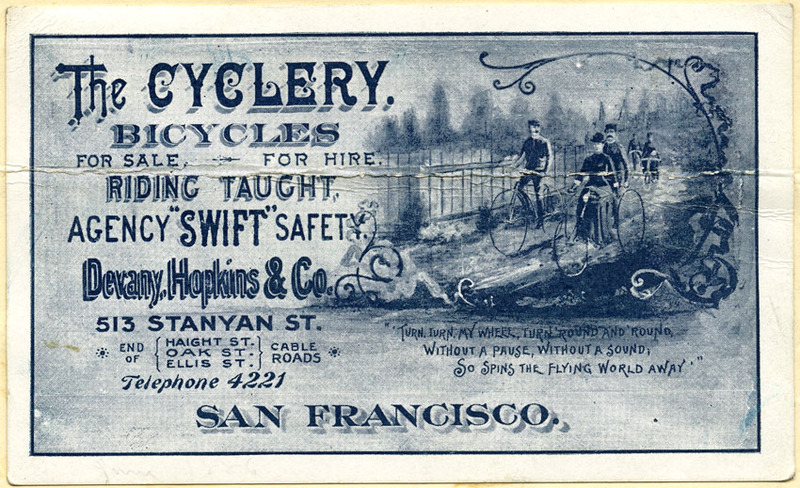 The CYCLERY.
BICYCLES
FOR SALE. FOR HIRE.
RIDING TAUGHT.
AGENCY "SWIFT" SAFETY.
Devany, Hopkins & Co.
513 STANYAN ST.
END OF { HAIGHT ST. OAK ST. ELLIS ST. } CABLE ROADS
Telephone 4221
"TURN, TURN, MY WHEEL, TURN 'ROUND AND 'ROUND,
WITHOUT A PAUSE, WITHOUT A SOUND;
SO SPINS THE FLYING WORLD AWAY."
SAN FRANCISCO.